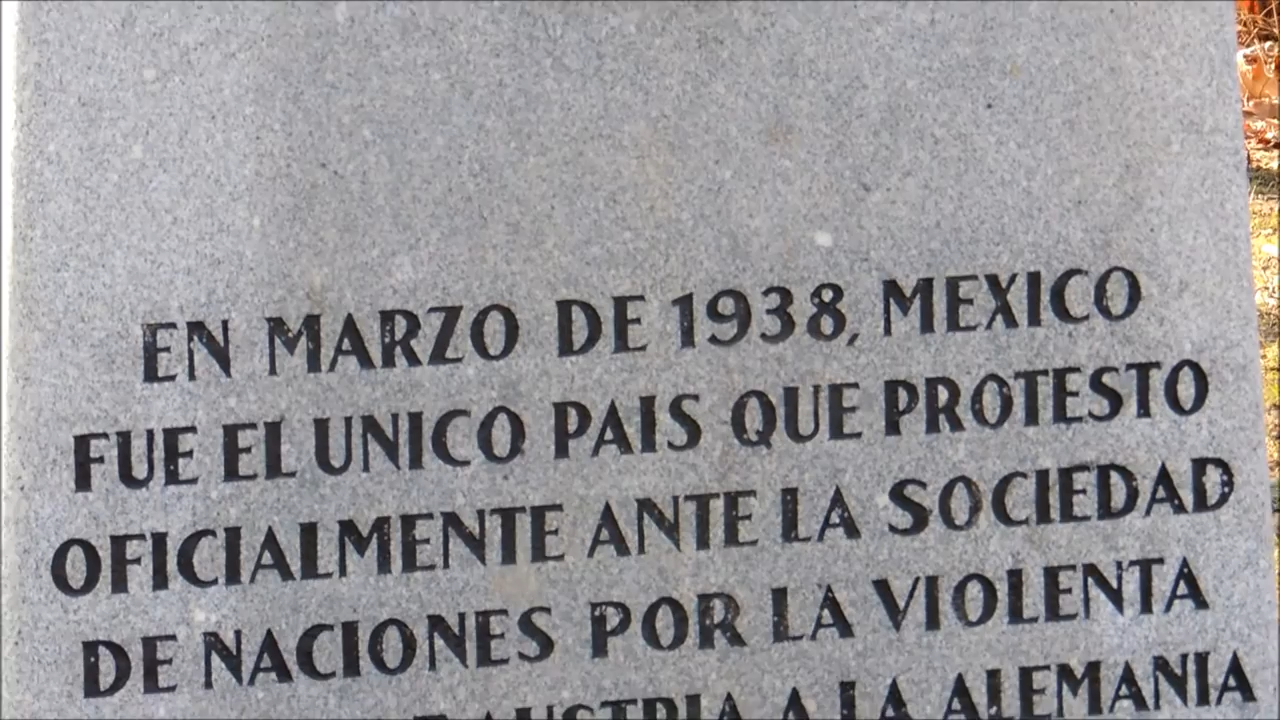 EN MARZO DE 1938, MEXICO
FUE EL UNICO PAIS QUE PROTESTO
OFICIALMENTE ANTE LA SOCIEDAD
DE NACIONES POR LA VIOLENTA
AUSTRIA A LA ALEMANIA